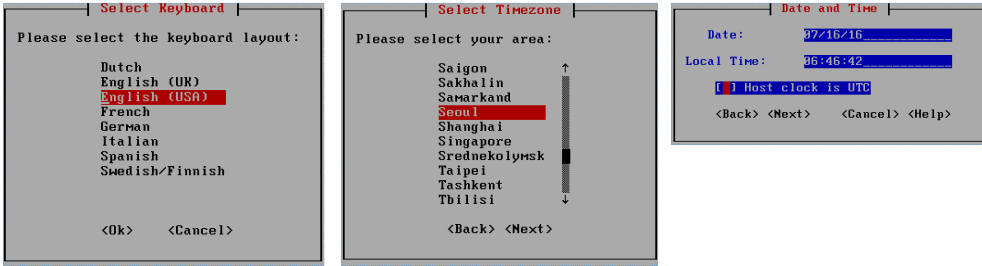 Select Keyboard
Please select the keyboard layout:
Dutch
English (UK)
English (USA)
French
German
Italian
Spanish
Swedish/Finnish
<Ok> <Cancel>
Select Timezone
Please select your area:
Saigon
Sakhalin
Samarkand
Seoul
Shanghai
Singapore
Srednekolymsk
Taipei
Tashkent
Tbilisi
<Back> <Next>
Date and Time
Date: 07/16/16____________
Local Time: 06:46:42____________
[ ] Host clock is UTC
<Back> <Next> <Cancel> <Help>